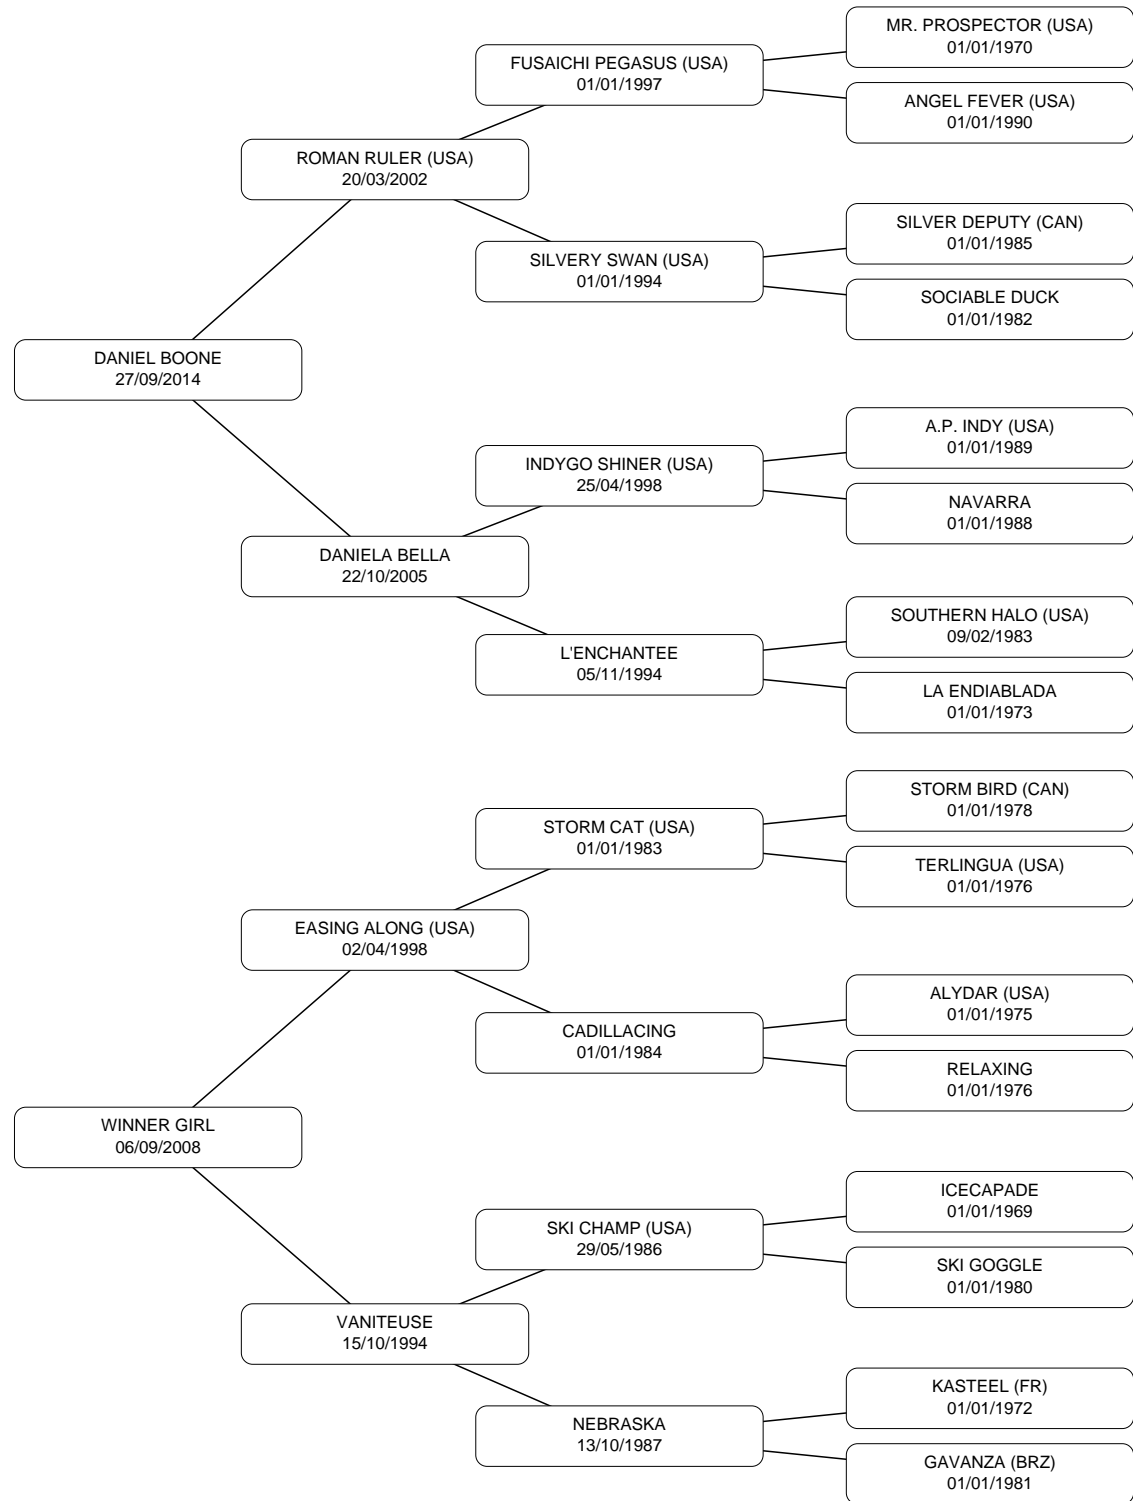 MR. PROSPECTOR (USA)
01/01/1970
FUSAICHI PEGASUS (USA)
01/01/1997
ANGEL FEVER (USA)
01/01/1990
ROMAN RULER (USA)
20/03/2002
SILVER DEPUTY (CAN)
01/01/1985
SILVERY SWAN (USA)
01/01/1994
SOCIABLE DUCK
01/01/1982
DANIEL BOONE
27/09/2014
A.P. INDY (USA)
01/01/1989
INDYGO SHINER (USA)
25/04/1998
NAVARRA
01/01/1988
DANIELA BELLA
22/10/2005
SOUTHERN HALO (USA)
09/02/1983
L'ENCHANTEE
05/11/1994
LA ENDIABLADA
01/01/1973
STORM BIRD (CAN)
01/01/1978
STORM CAT (USA)
01/01/1983
TERLINGUA (USA)
01/01/1976
EASING ALONG (USA)
02/04/1998
ALYDAR (USA)
01/01/1975
CADILLACING
01/01/1984
RELAXING
01/01/1976
WINNER GIRL
06/09/2008
ICECAPADE
01/01/1969
SKI CHAMP (USA)
29/05/1986
SKI GOGGLE
01/01/1980
VANITEUSE
15/10/1994
KASTEEL (FR)
01/01/1972
NEBRASKA
13/10/1987
GAVANZA (BRZ)
01/01/1981